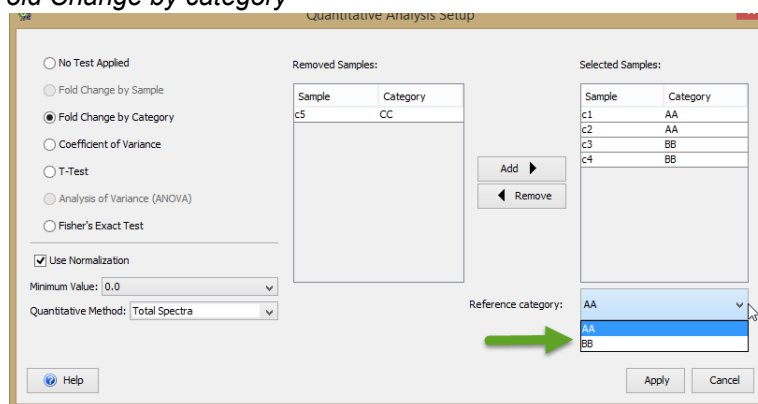 old Change by category
Quantitative Analysis Setup
No Test Applied
Fold Change by Sample
Fold Change by Category
Coefficient of Variance
T-Test
Analysis of Variance (ANOVA)
Fisher's Exact Test
Use Normalization
Minimum Value: 0.0
Quantitative Method: Total Spectra
Removed Samples:
Sample Category
c5 CC
Add
Remove
Selected Samples:
Sample Category
c1 AA
c2 AA
c3 BB
c4 BB
Reference category: AA
AA
BB
Help
Apply Cancel